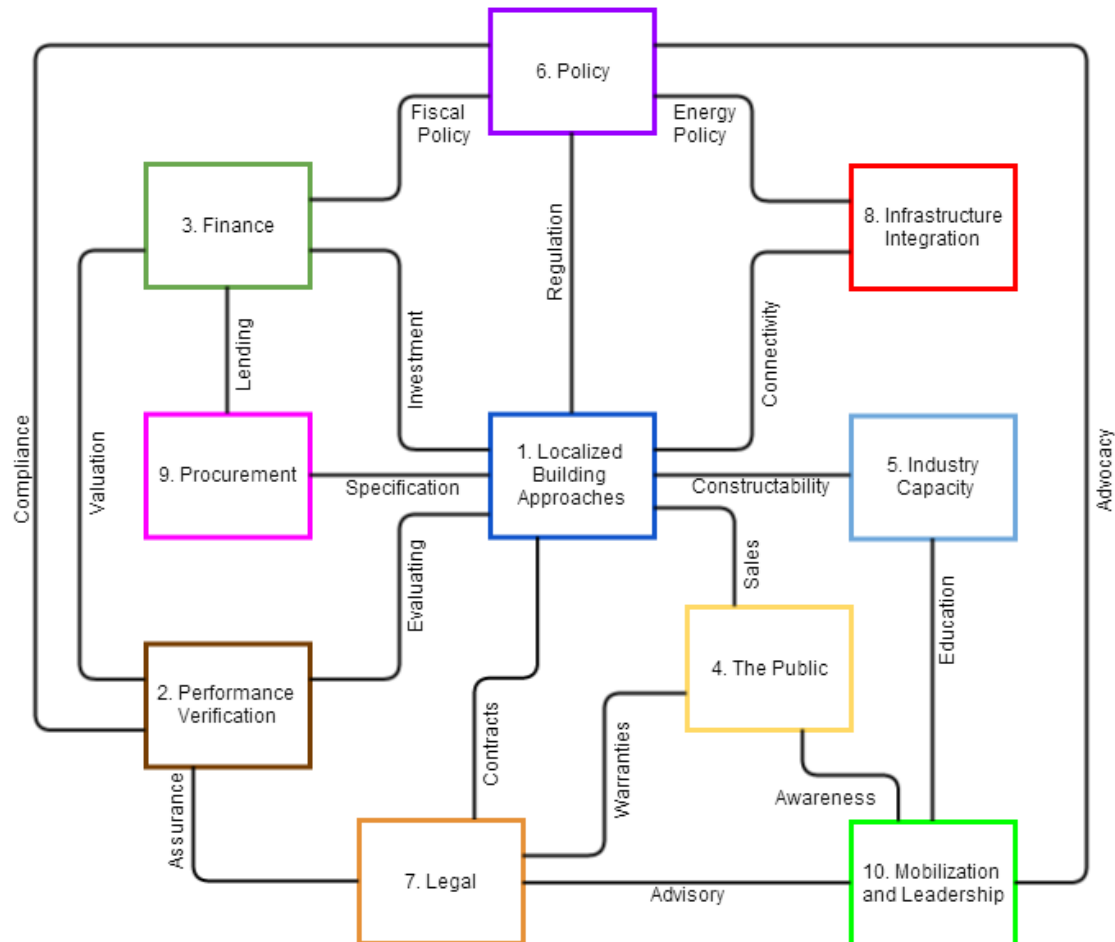 6. Policy
Fiscal
Policy
Energy
Policy
3. Finance
8. Infrastructure
Integration
Regulation
Lending
Investment
Connectivity
Compliance
Valuation
Advocacy
9. Procurement
Specification
1. Localized
Building
Approaches
Constructability
5. Industry
Capacity
Evaluating
Sales
Education
2. Performance
Verification
4. The Public
Contracts
Warranties
Awareness
Assurance
7. Legal
Advisory
10. Mobilization
and Leadership